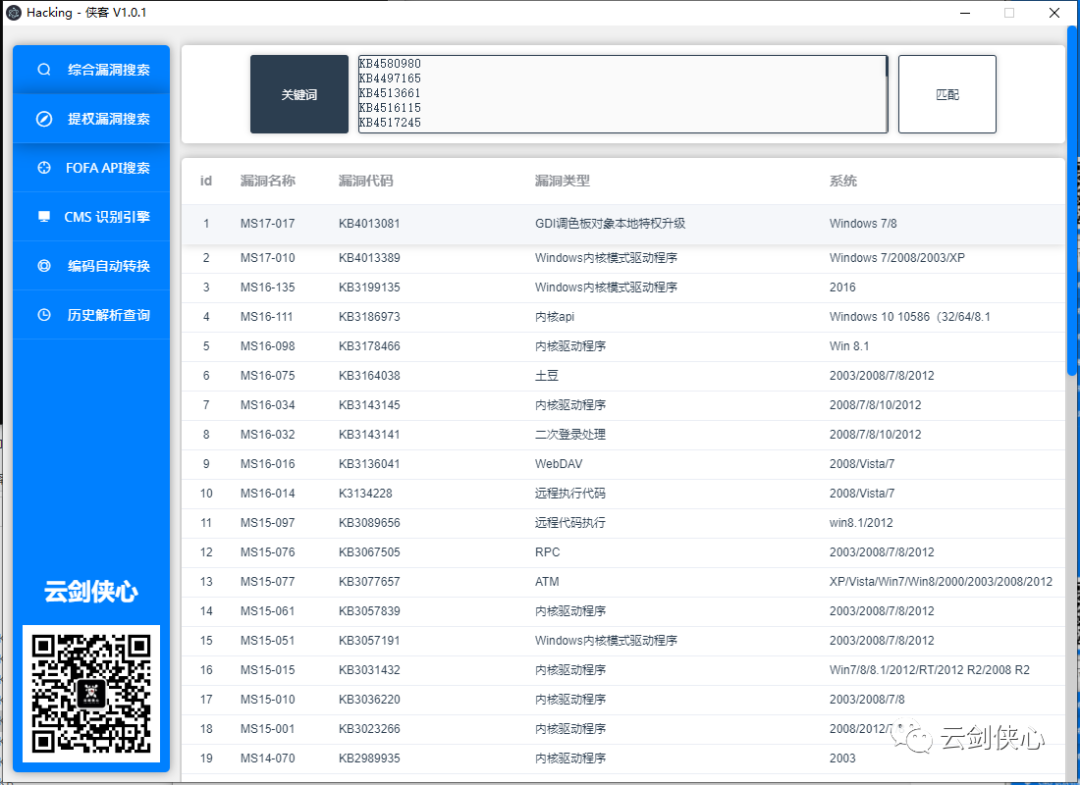 Hacking - 侠客 V1.0.1
综合漏洞搜索
提权漏洞搜索
FOFA API搜索
CMS 识别引擎
编码自动转换
历史解析查询
云剑侠心
关键词
KB4580980
KB4497165
KB4513661
KB4516115
KB4517245
匹配
id 漏洞名称 漏洞代码 漏洞类型 系统
1 MS17-017 KB4013081 GDI调色板对象本地特权升级 Windows 7/8
2 MS17-010 KB4013389 Windows内核模式驱动程序 Windows 7/2008/2003/XP
3 MS16-135 KB3199135 Windows内核模式驱动程序 2016
4 MS16-111 KB3186973 内核api Windows 10 10586（32/64/8.1
5 MS16-098 KB3178466 内核驱动程序 Win 8.1
6 MS16-075 KB3164038 土豆 2003/2008/7/8/2012
7 MS16-034 KB3143145 内核驱动程序 2008/7/8/10/2012
8 MS16-032 KB3143141 二次登录处理 2008/7/8/10/2012
9 MS16-016 KB3136041 WebDAV 2008/Vista/7
10 MS16-014 K3134228 远程执行代码 2008/Vista/7
11 MS15-097 KB3089656 远程代码执行 win8.1/2012
12 MS15-076 KB3067505 RPC 2003/2008/7/8/2012
13 MS15-077 KB3077657 ATM XP/Vista/Win7/Win8/2000/2003/2008/2012
14 MS15-061 KB3057839 内核驱动程序 2003/2008/7/8/2012
15 MS15-051 KB3057191 Windows内核模式驱动程序 2003/2008/7/8/2012
16 MS15-015 KB3031432 内核驱动程序 Win7/8/8.1/2012/RT/2012 R2/2008 R2
17 MS15-010 KB3036220 内核驱动程序 2003/2008/7/8
18 MS15-001 KB3023266 内核驱动程序 2008/2012/
19 MS14-070 KB2989935 内核驱动程序 2003
云剑侠心